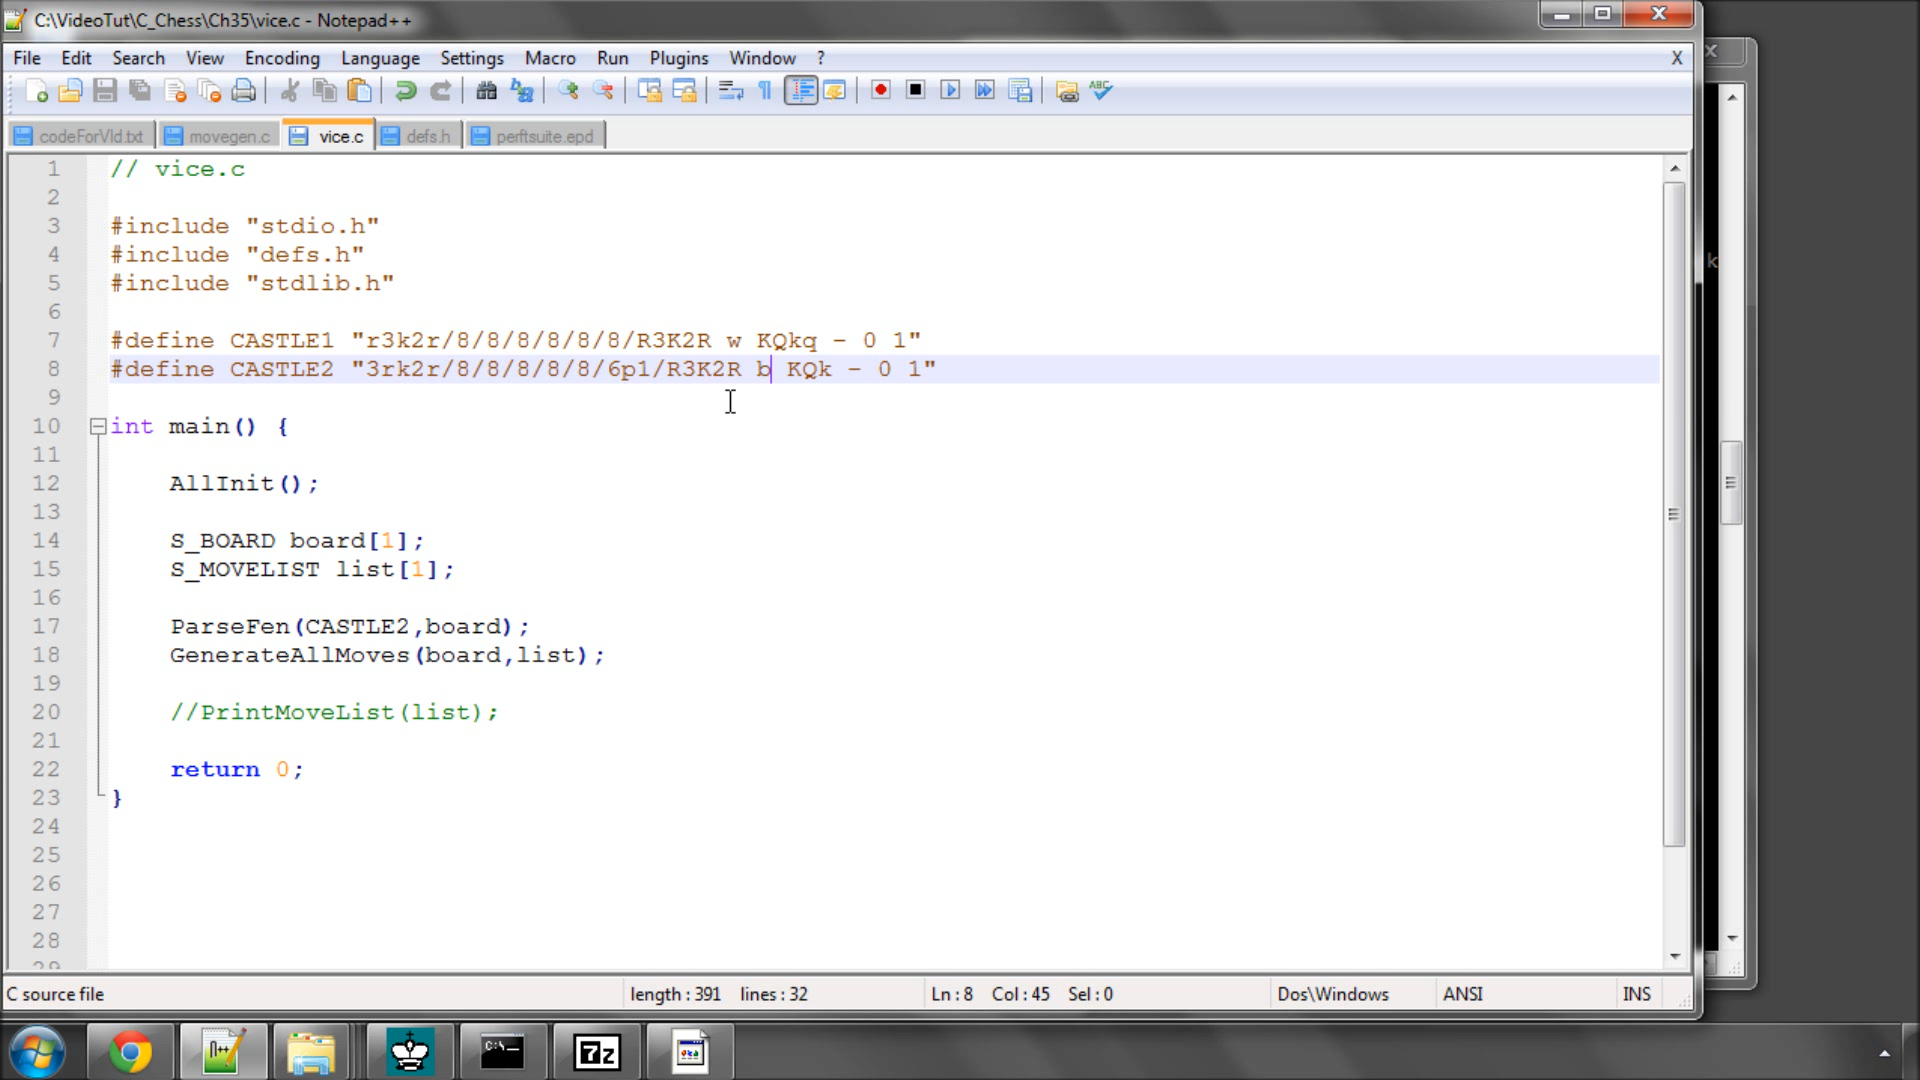 C:\VideoTut\C_Chess\Ch35\vice.c - Notepad++
File Edit Search View Encoding Language Settings Macro Run Plugins Window ? X
codeForVid.txt movegen.c vice.c defs.h perftsuite.epd
1 // vice.c
2
3 #include "stdio.h"
4 #include "defs.h"
5 #include "stdlib.h"
6
7 #define CASTLE1 "r3k2r/8/8/8/8/8/8/R3K2R w KQkq - 0 1"
8 #define CASTLE2 "3rk2r/8/8/8/8/8/6p1/R3K2R b KQk - 0 1"
9
10 int main() {
11
12 AllInit();
13
14 S_BOARD board[1];
15 S_MOVELIST list[1];
16
17 ParseFen(CASTLE2,board);
18 GenerateAllMoves(board,list);
19
20 //PrintMoveList(list);
21
22 return 0;
23 }
24
25
26
27
28
29
k
C source file length : 391 lines : 32 Ln : 8 Col : 45 Sel : 0 Dos\Windows ANSI INS